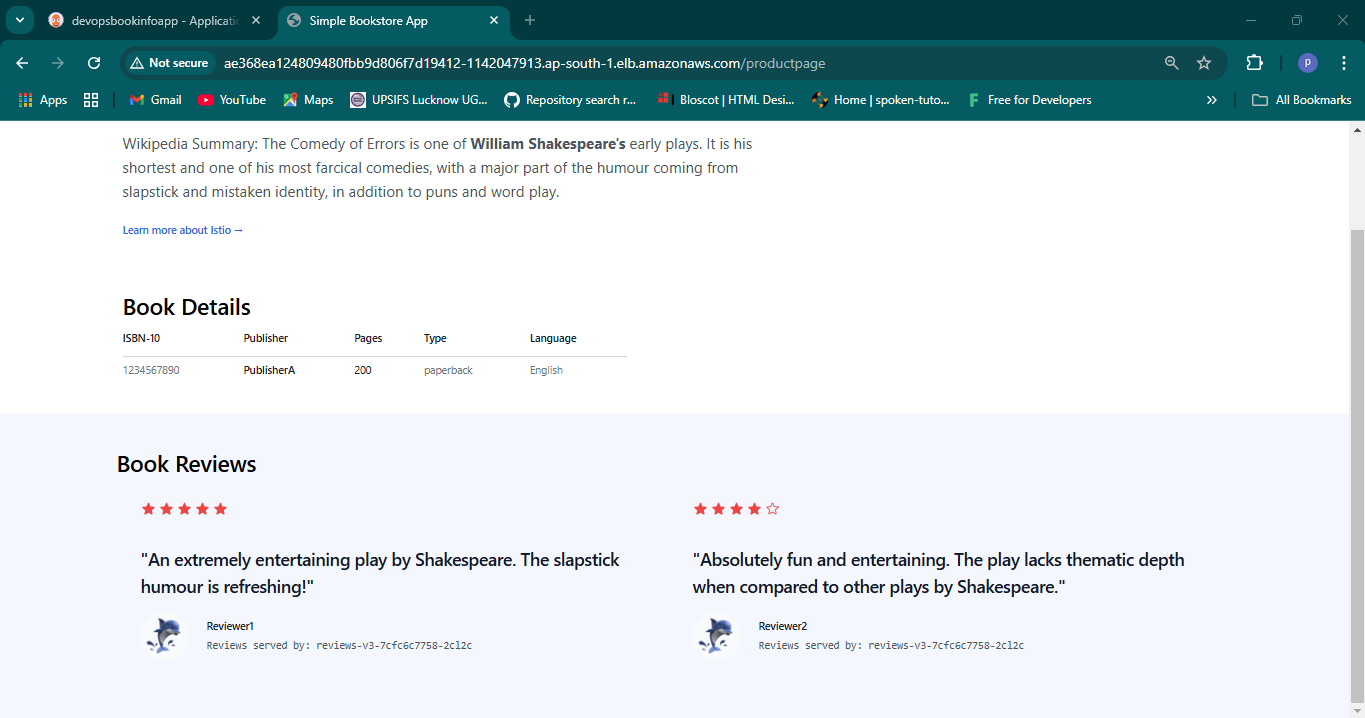 devopsbookinfoapp - Applicati
Simple Bookstore App
Not secure
ae368ea124809480fbb9d806f7d19412-1142047913.ap-south-1.elb.amazonaws.com/productpage
p
Apps
Gmail
YouTube
Maps
UPSIFS Lucknow UG...
Repository search r...
Bloscot | HTML Desi...
Home | spoken-tuto...
Free for Developers
All Bookmarks
Wikipedia Summary: The Comedy of Errors is one of William Shakespeare's early plays. It is his
shortest and one of his most farcical comedies, with a major part of the humour coming from
slapstick and mistaken identity, in addition to puns and word play.
Learn more about Istio →
Book Details
ISBN-10 Publisher Pages Type Language
1234567890 PublisherA 200 paperback English
Book Reviews
"An extremely entertaining play by Shakespeare. The slapstick
humour is refreshing!"
Reviewer1
Reviews served by: reviews-v3-7cfc6c7758-2cl2c
"Absolutely fun and entertaining. The play lacks thematic depth
when compared to other plays by Shakespeare."
Reviewer2
Reviews served by: reviews-v3-7cfc6c7758-2cl2c